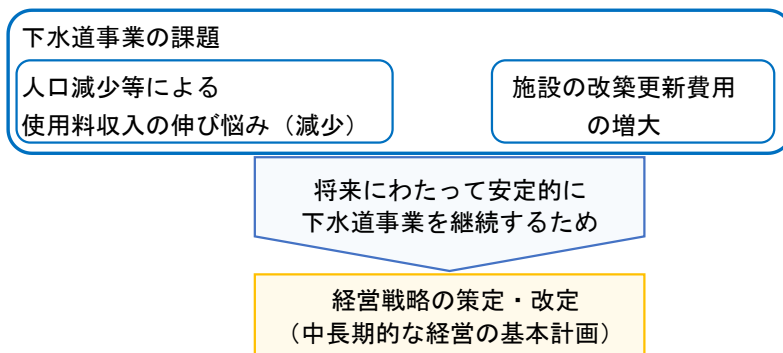 下水道事業の課題
人口減少等による
使用料収入の伸び悩み（減少）
施設の改築更新費用
の増大
将来にわたって安定的に
下水道事業を継続するため
経営戦略の策定・改定
（中長期的な経営の基本計画）